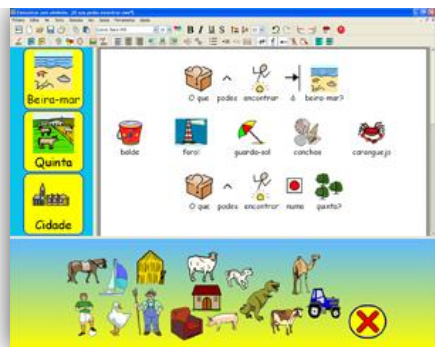 Beira-mar
Quinta
Cidade
O que podes encontrar à beira-mar?
balde farol guarda-sol conchas caranguejo
O que podes encontrar numa quinta?